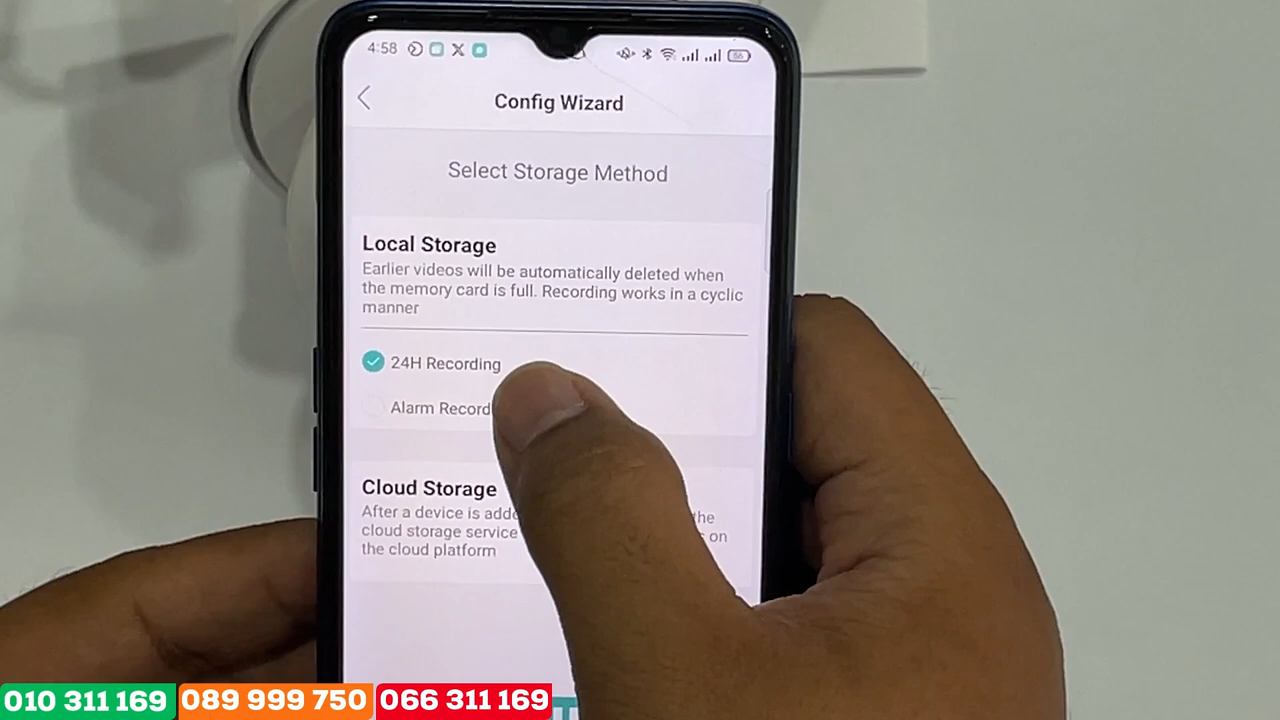 4:58
56
Config Wizard
Select Storage Method
Local Storage
Earlier videos will be automatically deleted when
the memory card is full. Recording works in a cyclic
manner
24H Recording
Alarm Record
Cloud Storage
After a device is the
cloud storage service on
the cloud platform
010 311 169 089 999 750 066 311 169